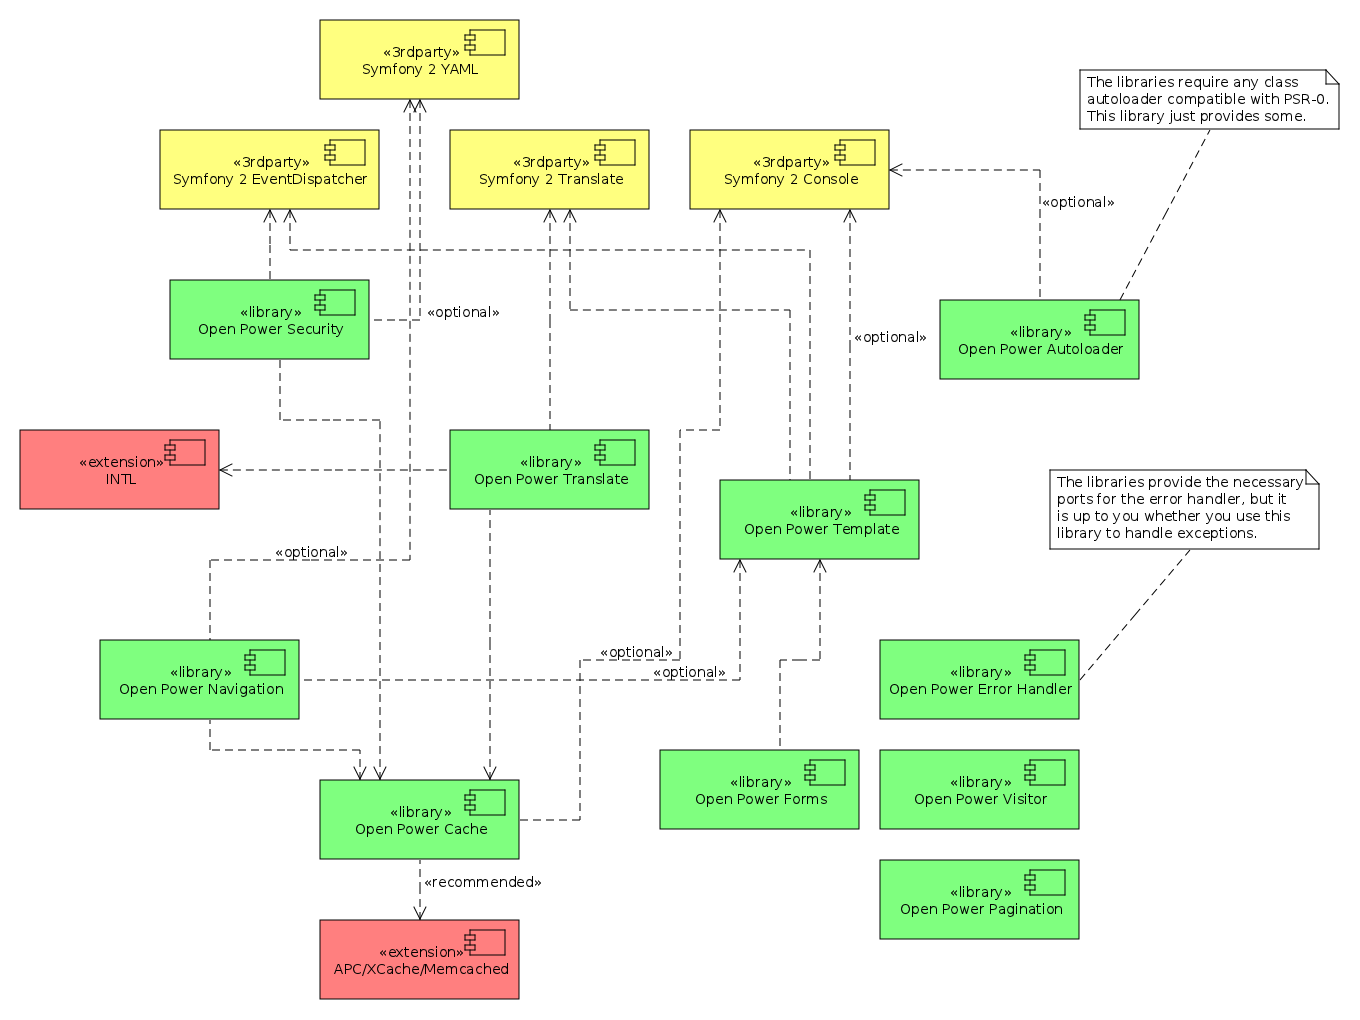 «3rdparty»
Symfony 2 YAML
The libraries require any class
autoloader compatible with PSR-0.
This library just provides some.
«3rdparty»
Symfony 2 EventDispatcher
«3rdparty»
Symfony 2 Translate
«3rdparty»
Symfony 2 Console
«optional»
«library»
Open Power Security
«optional»
«optional»
«library»
Open Power Autoloader
«extension»
INTL
«library»
Open Power Translate
«library»
Open Power Template
The libraries provide the necessary
ports for the error handler, but it
is up to you whether you use this
library to handle exceptions.
«optional»
«library»
Open Power Navigation
«optional»
«optional»
«library»
Open Power Error Handler
«library»
Open Power Cache
«library»
Open Power Forms
«library»
Open Power Visitor
«recommended»
«library»
Open Power Pagination
«extension»
APC/XCache/Memcached